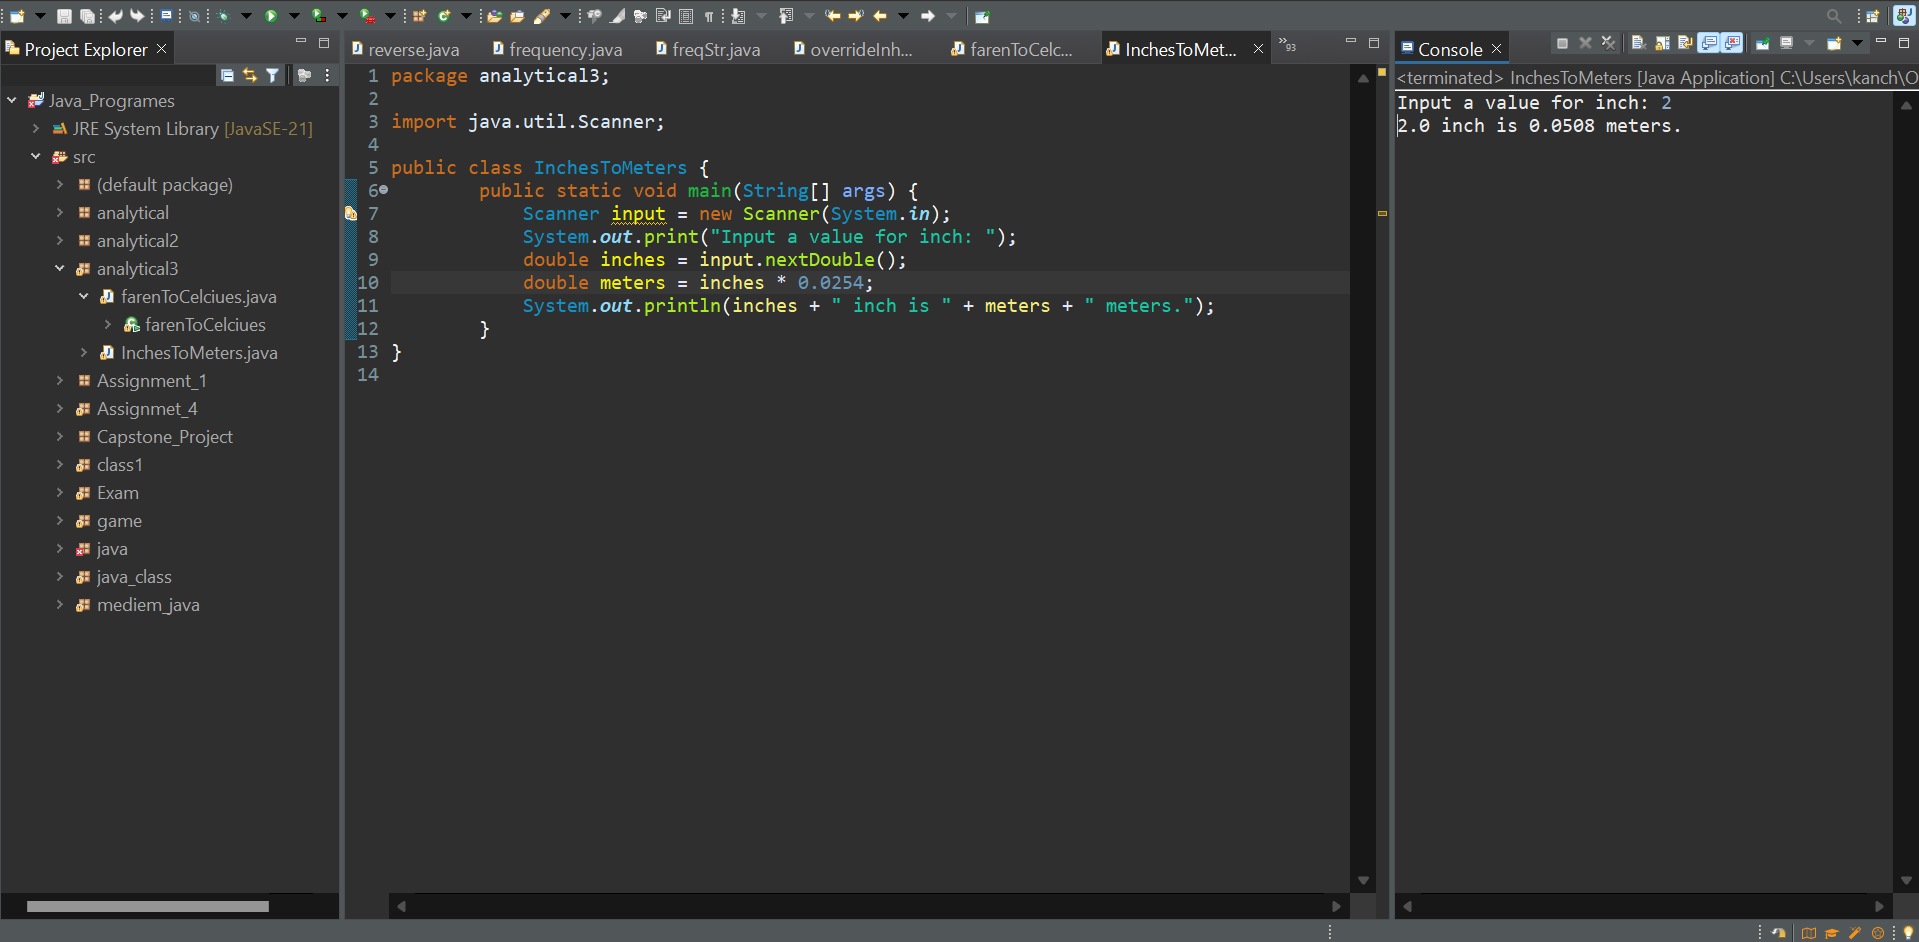 Project Explorer
Java_Programes
JRE System Library [JavaSE-21]
src
(default package)
analytical
analytical2
analytical3
farenToCelciues.java
farenToCelciues
InchesToMeters.java
Assignment_1
Assignmet_4
Capstone_Project
class1
Exam
game
java
java_class
mediem_java
reverse.java frequency.java freqStr.java overrideInh... farenToCelc... InchesToMet... »93
1 package analytical3;
2
3 import java.util.Scanner;
4
5 public class InchesToMeters {
6 public static void main(String[] args) {
7 Scanner input = new Scanner(System.in);
8 System.out.print("Input a value for inch: ");
9 double inches = input.nextDouble();
10 double meters = inches * 0.0254;
11 System.out.println(inches + " inch is " + meters + " meters.");
12 }
13 }
14
Console
<terminated> InchesToMeters [Java Application] C:\Users\kanch\O
Input a value for inch: 2
2.0 inch is 0.0508 meters.